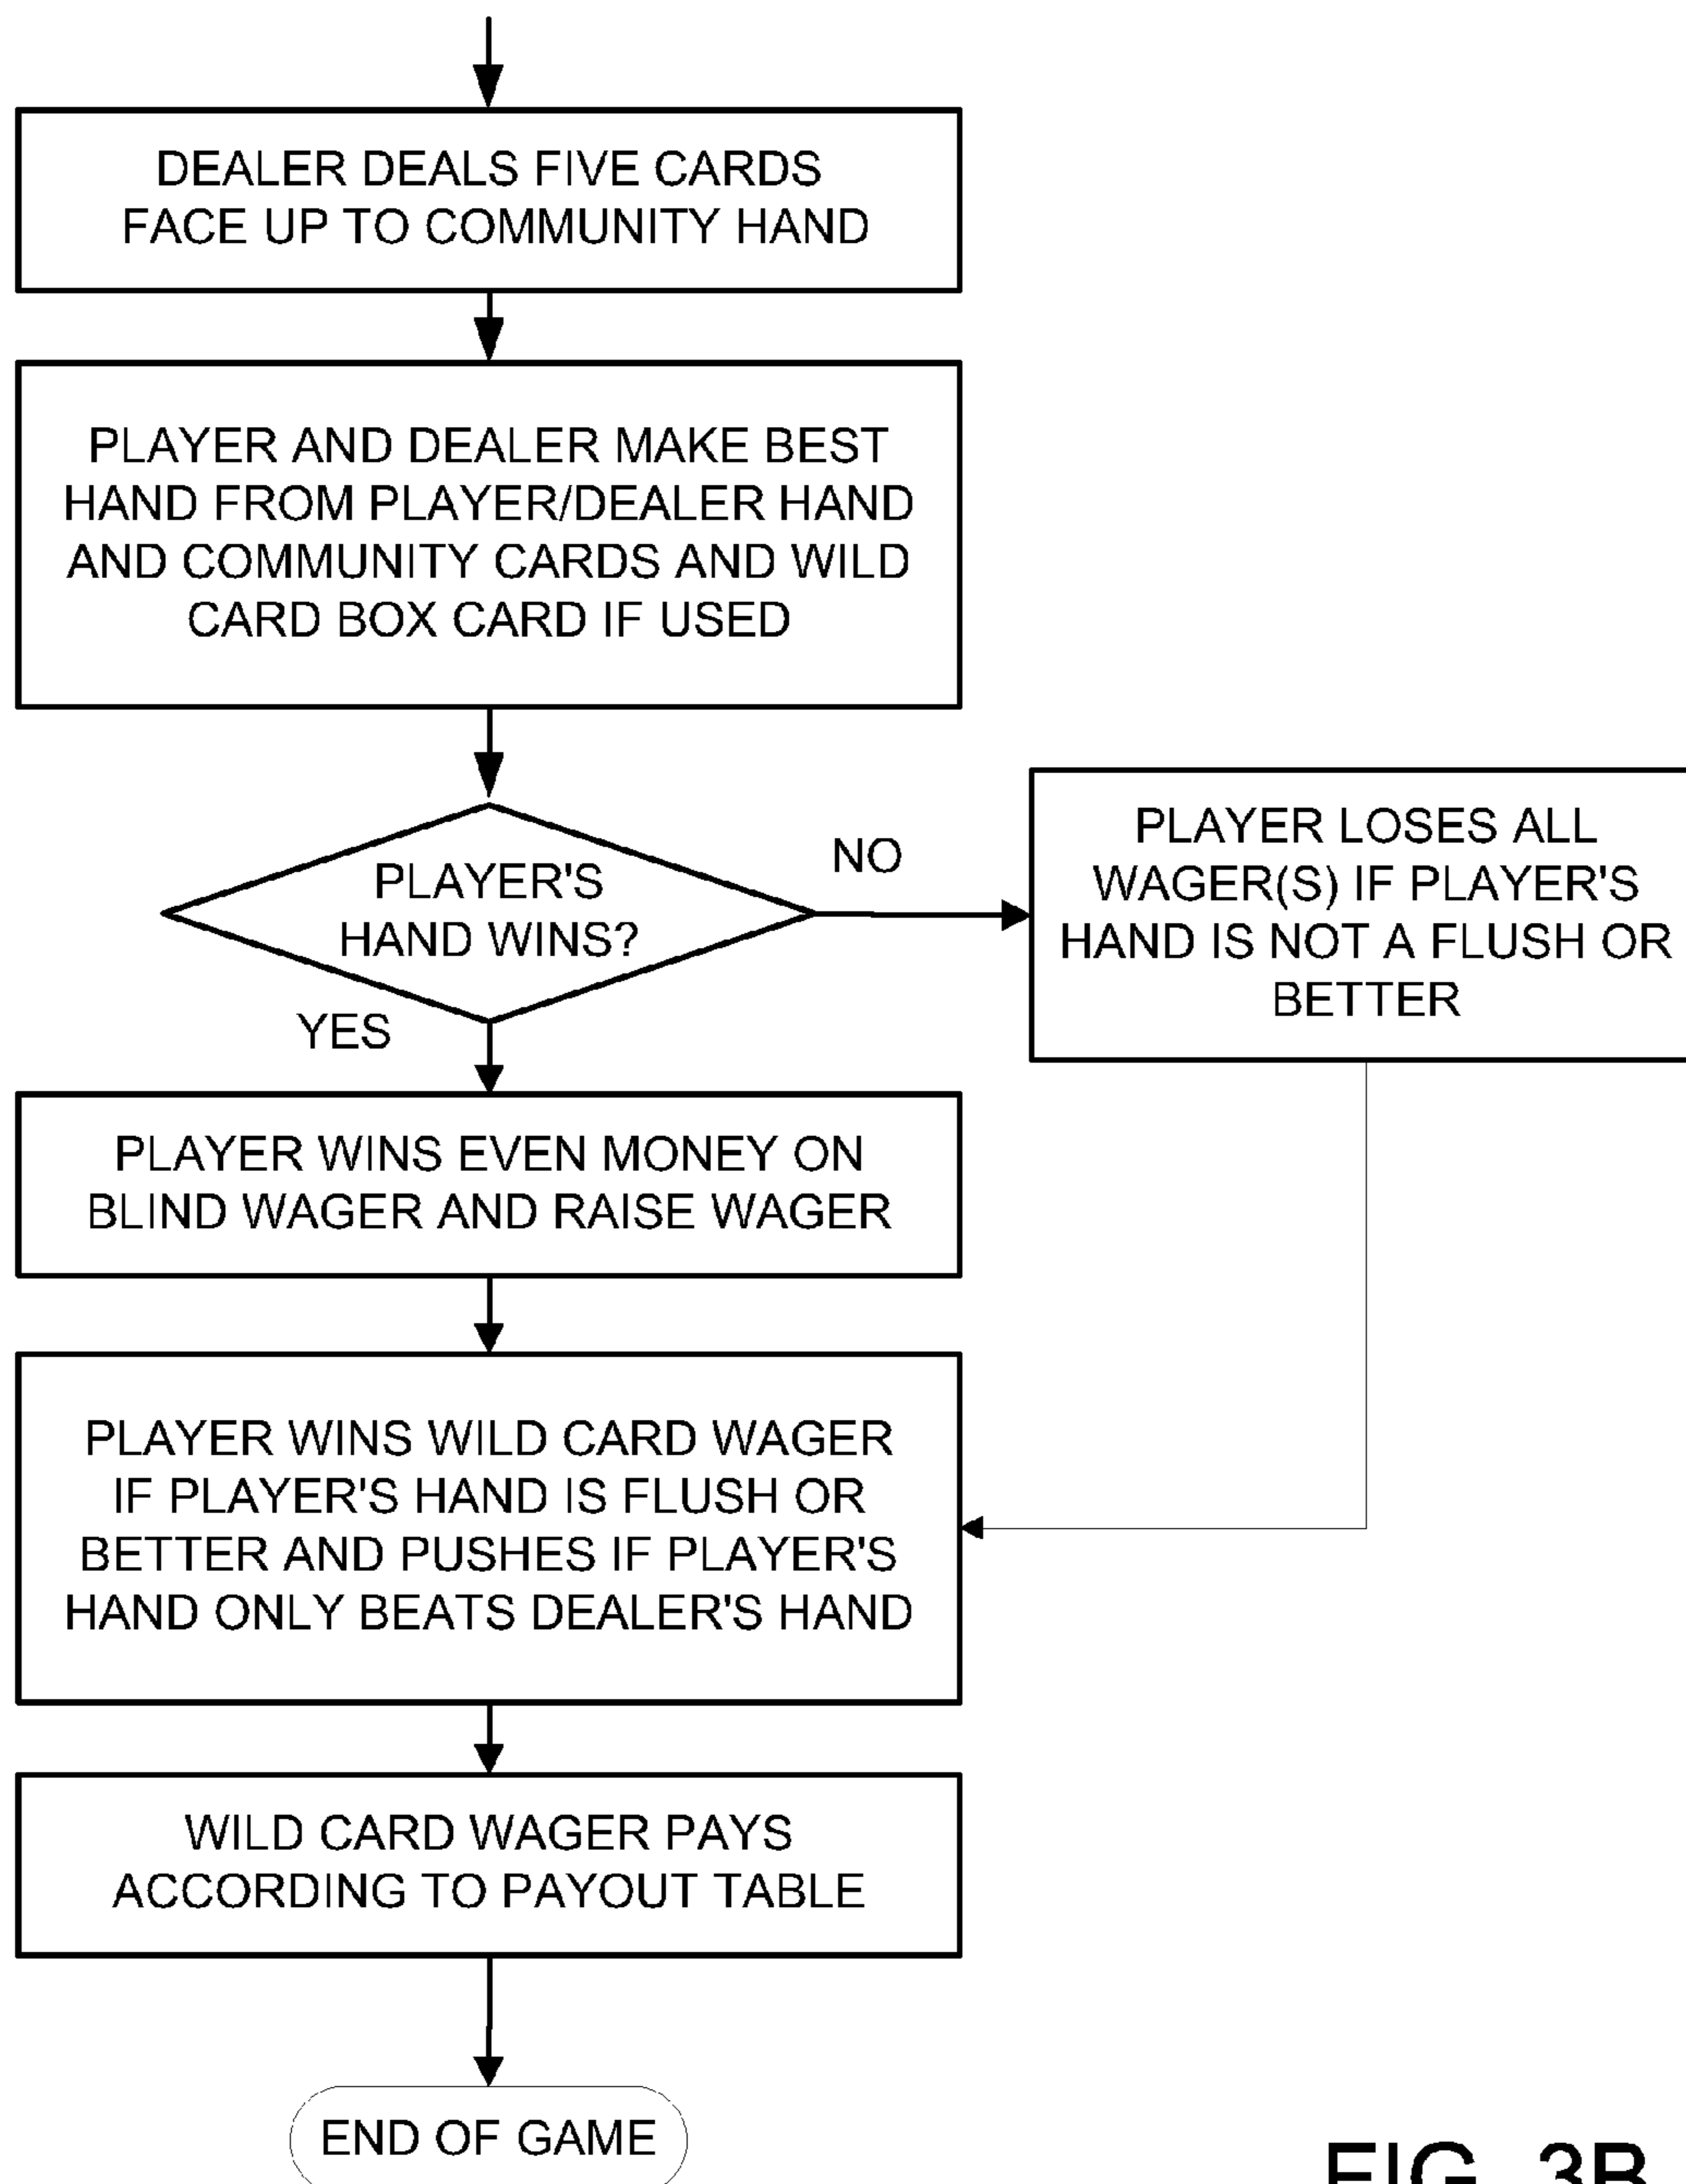 DEALER DEALS FIVE CARDS
FACE UP TO COMMUNITY HAND
PLAYER AND DEALER MAKE BEST
HAND FROM PLAYER/DEALER HAND
AND COMMUNITY CARDS AND WILD
CARD BOX CARD IF USED
PLAYER'S
HAND WINS?
NO
PLAYER LOSES ALL
WAGER(S) IF PLAYER'S
HAND IS NOT A FLUSH OR
BETTER
YES
PLAYER WINS EVEN MONEY ON
BLIND WAGER AND RAISE WAGER
PLAYER WINS WILD CARD WAGER
IF PLAYER'S HAND IS FLUSH OR
BETTER AND PUSHES IF PLAYER'S
HAND ONLY BEATS DEALER'S HAND
WILD CARD WAGER PAYS
ACCORDING TO PAYOUT TABLE
END OF GAME
FIG. 3B